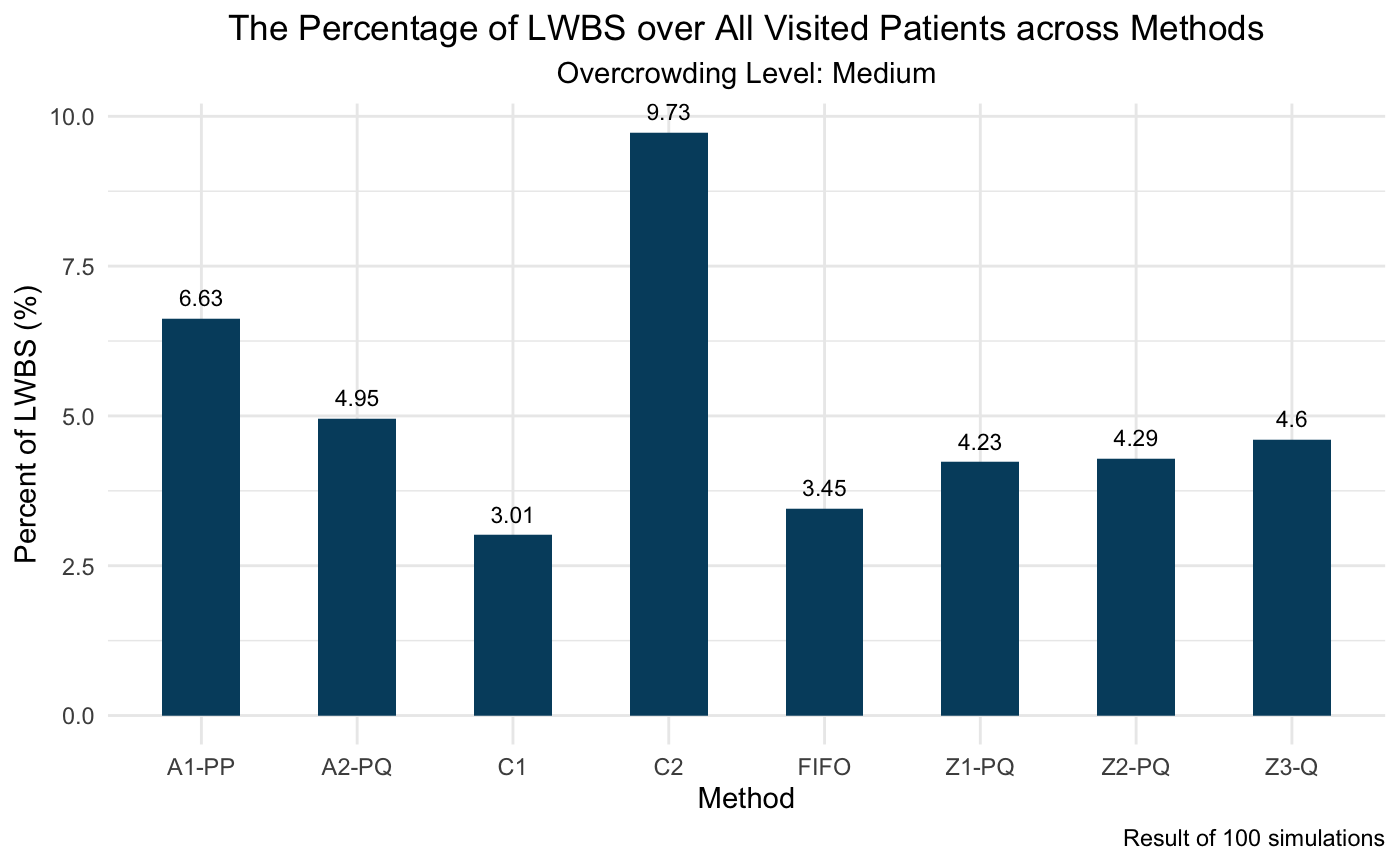 The Percentage of LWBS over All Visited Patients across Methods
Overcrowding Level: Medium
Percent of LWBS (%)
10.0
7.5
5.0
2.5
0.0
6.63
4.95
3.01
9.73
3.45
4.23
4.29
4.6
A1-PP
A2-PQ
C1
C2
FIFO
Z1-PQ
Z2-PQ
Z3-Q
Method
Result of 100 simulations